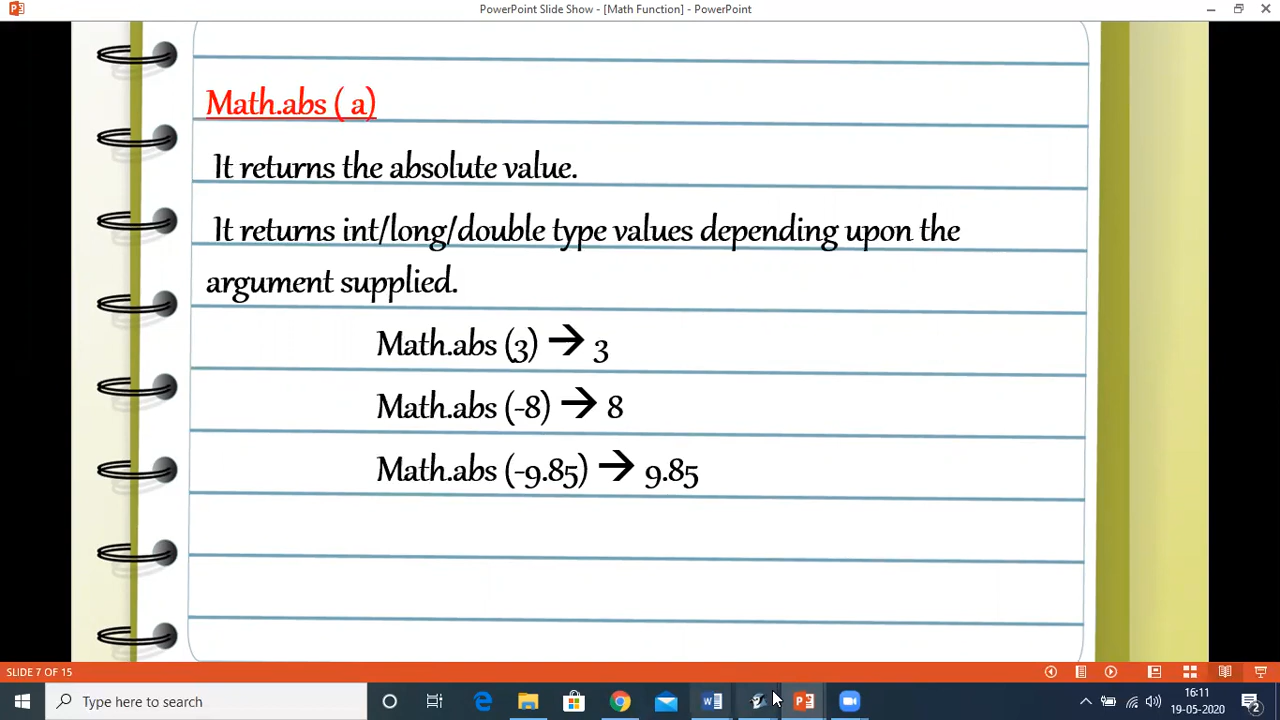 PowerPoint Slide Show - [Math Function] - PowerPoint
Math.abs ( a)
It returns the absolute value.
It returns int/long/double type values depending upon the
argument supplied.
Math.abs (3) → 3
Math.abs (-8) → 8
Math.abs (-9.85) → 9.85
SLIDE 7 OF 15
Type here to search
16:11
19-05-2020
2